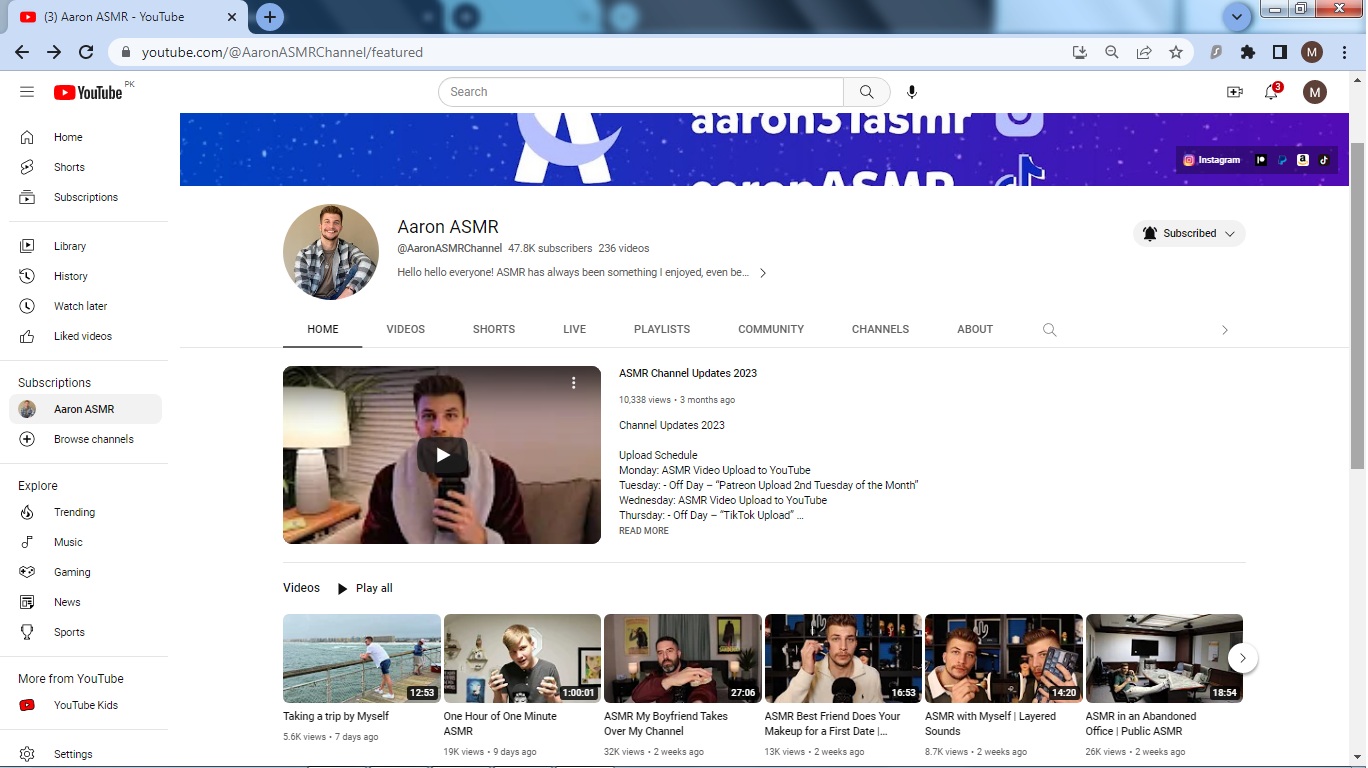 (3) Aaron ASMR - YouTube
youtube.com/@AaronASMRChannel/featured
M
YouTube PK
Search
3
M
Home
Shorts
Subscriptions
Library
History
Watch later
Liked videos
Subscriptions
Aaron ASMR
Browse channels
Explore
Trending
Music
Gaming
News
Sports
More from YouTube
YouTube Kids
Settings
aaron31asmr
aaronASMR
Instagram
Aaron ASMR
@AaronASMRChannel 47.8K subscribers 236 videos
Hello hello everyone! ASMR has always been something I enjoyed, even be...
Subscribed
HOME VIDEOS SHORTS LIVE PLAYLISTS COMMUNITY CHANNELS ABOUT
ASMR Channel Updates 2023
10,338 views • 3 months ago
Channel Updates 2023
Upload Schedule
Monday: ASMR Video Upload to YouTube
Tuesday: - Off Day – “Patreon Upload 2nd Tuesday of the Month”
Wednesday: ASMR Video Upload to YouTube
Thursday: - Off Day – “TikTok Upload” ...
READ MORE
Videos Play all
12:53
Taking a trip by Myself
5.6K views • 7 days ago
1:00:01
One Hour of One Minute
ASMR
19K views • 9 days ago
27:06
ASMR My Boyfriend Takes
Over My Channel
32K views • 2 weeks ago
16:53
ASMR Best Friend Does Your
Makeup for a First Date |...
13K views • 2 weeks ago
14:20
ASMR with Myself | Layered
Sounds
8.7K views • 2 weeks ago
18:54
ASMR in an Abandoned
Office | Public ASMR
26K views • 2 weeks ago